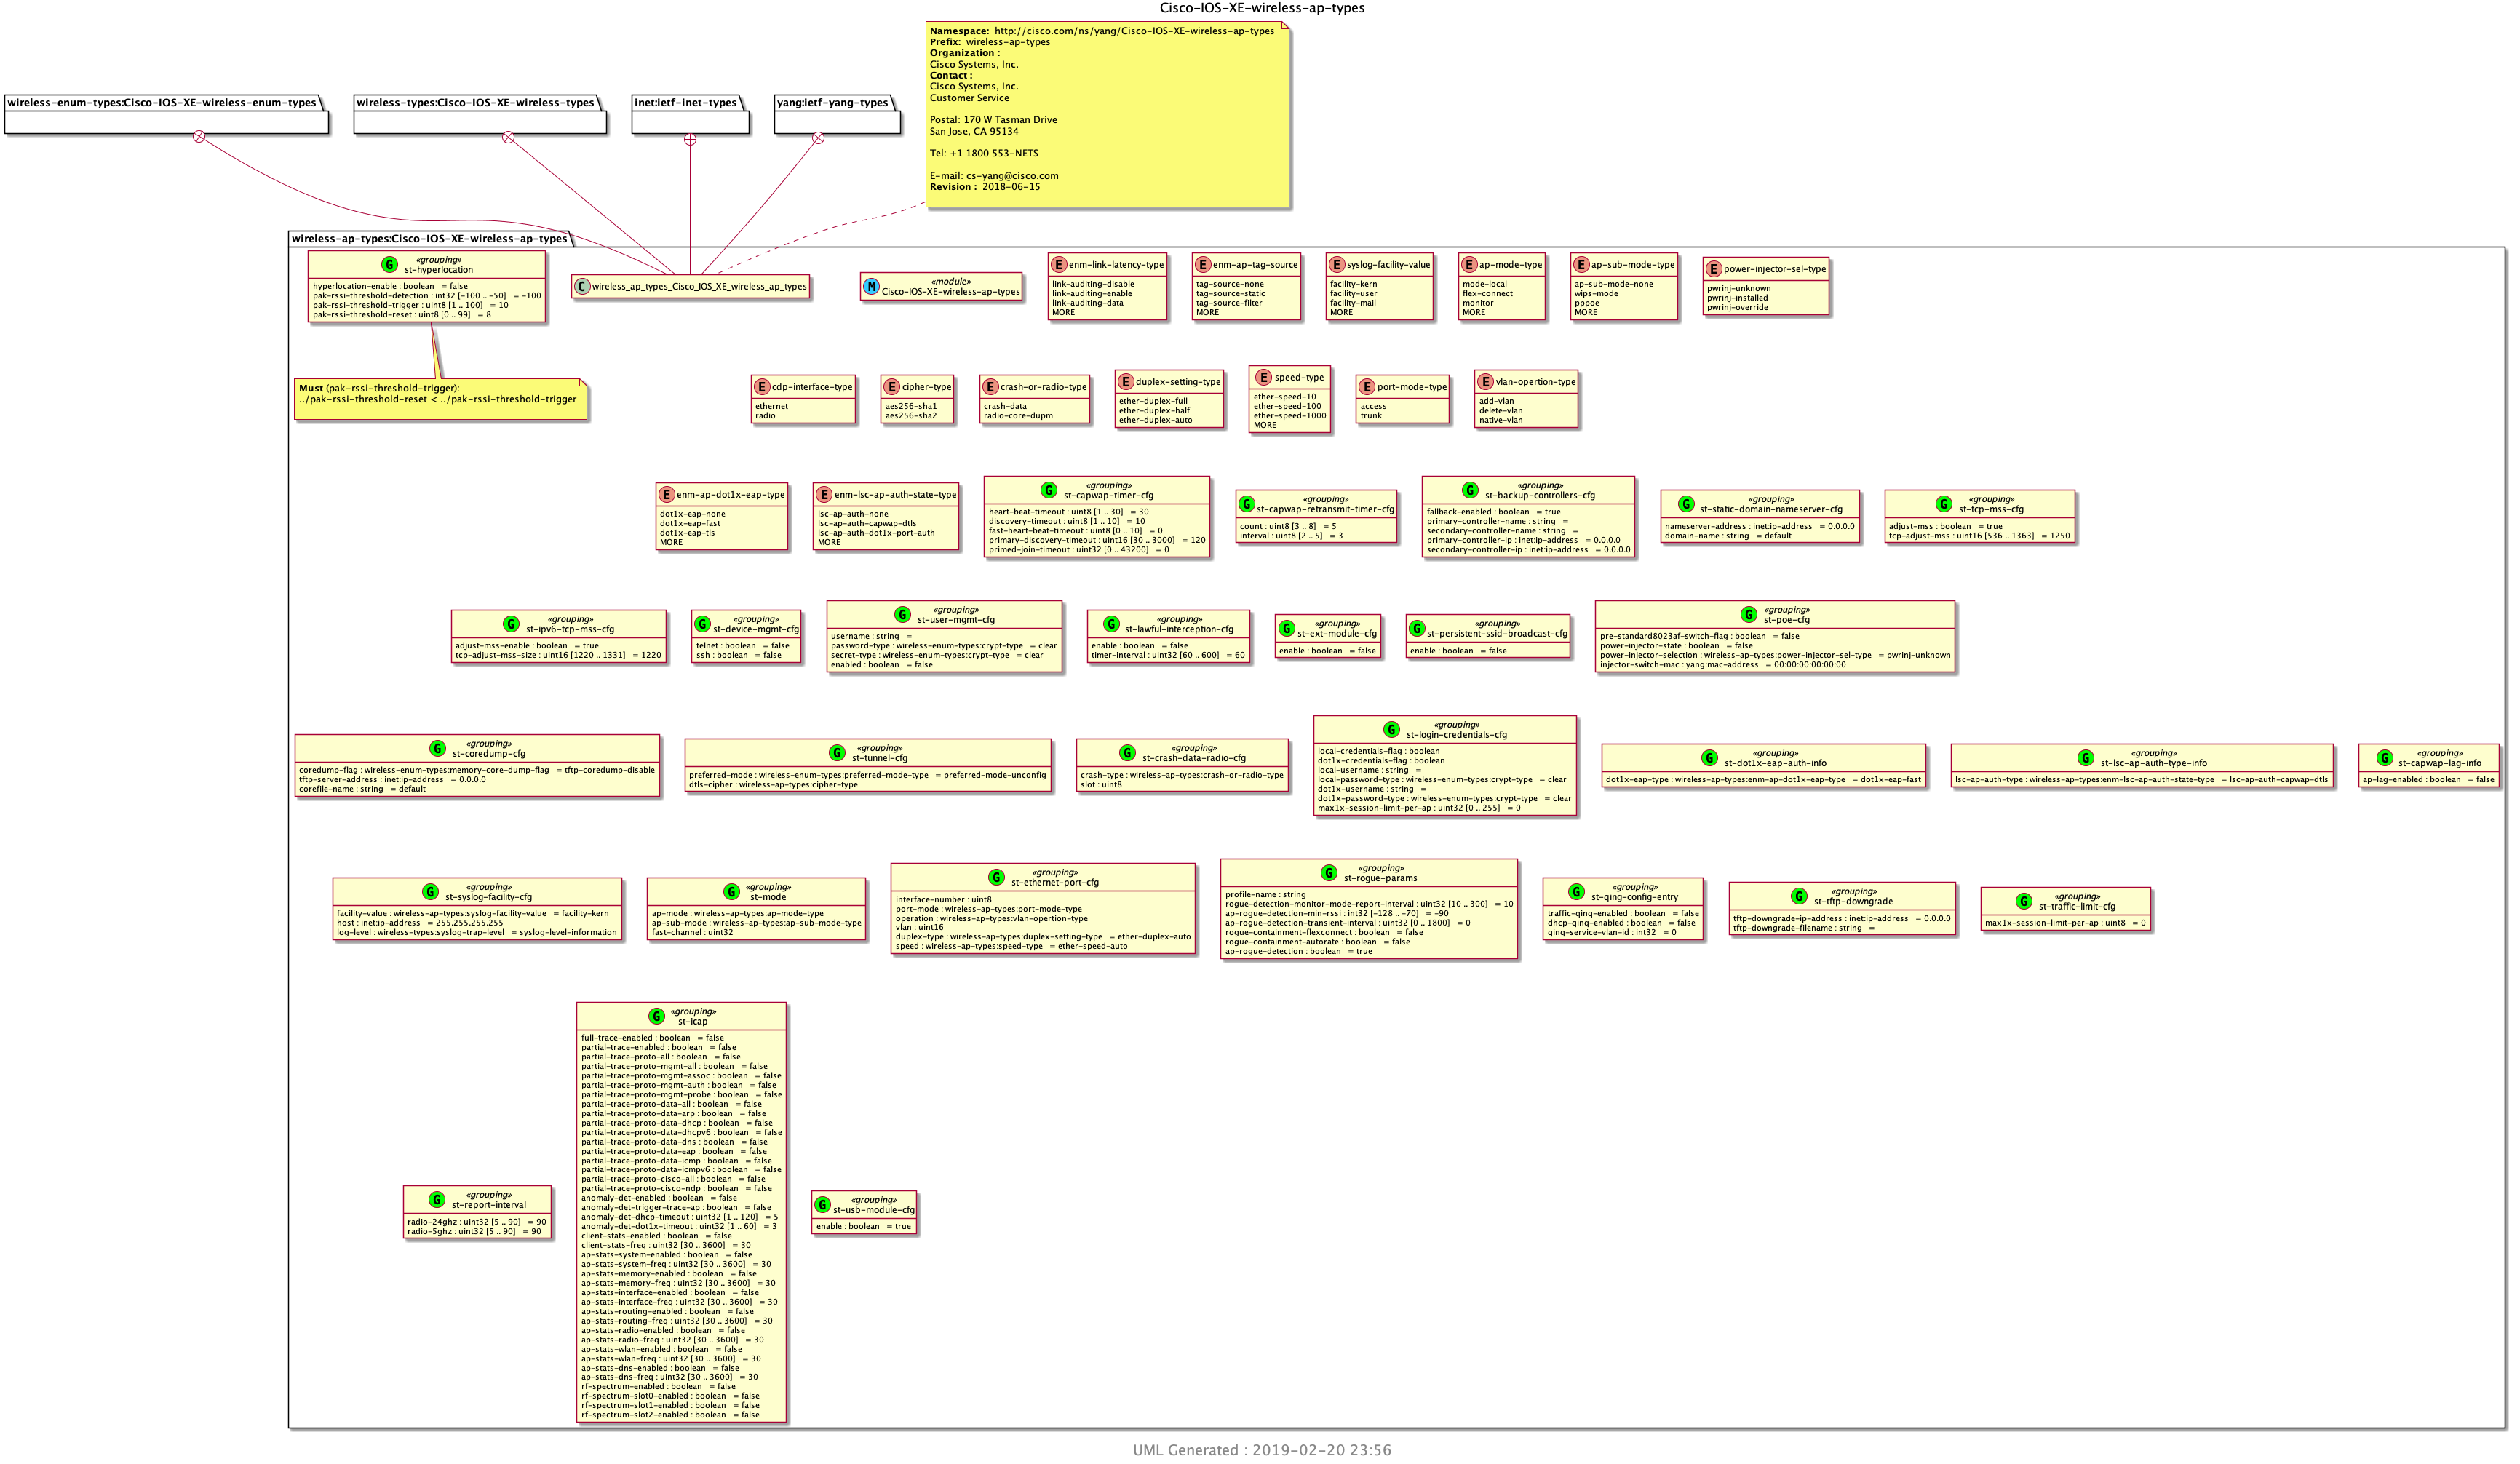 Cisco-IOS-XE-wireless-ap-types
Namespace: http://cisco.com/ns/yang/Cisco-IOS-XE-wireless-ap-types
Prefix: wireless-ap-types
Organization :
Cisco Systems, Inc.
Contact :
Cisco Systems, Inc.
Customer Service
Postal: 170 W Tasman Drive
San Jose, CA 95134
Tel: +1 1800 553-NETS
E-mail: cs-yang@cisco.com
Revision : 2018-06-15
wireless-enum-types:Cisco-IOS-XE-wireless-enum-types
wireless-types:Cisco-IOS-XE-wireless-types
inet:ietf-inet-types
yang:ietf-yang-types
wireless-ap-types:Cisco-IOS-XE-wireless-ap-types
G «grouping»
st-hyperlocation
hyperlocation-enable : boolean = false
pak-rssi-threshold-detection : int32 [-100 .. -50] = -100
pak-rssi-threshold-trigger : uint8 [1 .. 100] = 10
pak-rssi-threshold-reset : uint8 [0 .. 99] = 8
C wireless_ap_types_Cisco_IOS_XE_wireless_ap_types
M «module»
Cisco-IOS-XE-wireless-ap-types
E enm-link-latency-type
link-auditing-disable
link-auditing-enable
link-auditing-data
MORE
E enm-ap-tag-source
tag-source-none
tag-source-static
tag-source-filter
MORE
E syslog-facility-value
facility-kern
facility-user
facility-mail
MORE
E ap-mode-type
mode-local
flex-connect
monitor
MORE
E ap-sub-mode-type
ap-sub-mode-none
wips-mode
pppoe
MORE
E power-injector-sel-type
pwrinj-unknown
pwrinj-installed
pwrinj-override
Must (pak-rssi-threshold-trigger):
../pak-rssi-threshold-reset < ../pak-rssi-threshold-trigger
E cdp-interface-type
ethernet
radio
E cipher-type
aes256-sha1
aes256-sha2
E crash-or-radio-type
crash-data
radio-core-dupm
E duplex-setting-type
ether-duplex-full
ether-duplex-half
ether-duplex-auto
E speed-type
ether-speed-10
ether-speed-100
ether-speed-1000
MORE
E port-mode-type
access
trunk
E vlan-opertion-type
add-vlan
delete-vlan
native-vlan
E enm-ap-dot1x-eap-type
dot1x-eap-none
dot1x-eap-fast
dot1x-eap-tls
MORE
E enm-lsc-ap-auth-state-type
lsc-ap-auth-none
lsc-ap-auth-capwap-dtls
lsc-ap-auth-dot1x-port-auth
MORE
G «grouping»
st-capwap-timer-cfg
heart-beat-timeout : uint8 [1 .. 30] = 30
discovery-timeout : uint8 [1 .. 10] = 10
fast-heart-beat-timeout : uint8 [0 .. 10] = 0
primary-discovery-timeout : uint16 [30 .. 3000] = 120
primed-join-timeout : uint32 [0 .. 43200] = 0
G «grouping»
st-capwap-retransmit-timer-cfg
count : uint8 [3 .. 8] = 5
interval : uint8 [2 .. 5] = 3
G «grouping»
st-backup-controllers-cfg
fallback-enabled : boolean = true
primary-controller-name : string =
secondary-controller-name : string =
primary-controller-ip : inet:ip-address = 0.0.0.0
secondary-controller-ip : inet:ip-address = 0.0.0.0
G «grouping»
st-static-domain-nameserver-cfg
nameserver-address : inet:ip-address = 0.0.0.0
domain-name : string = default
G «grouping»
st-tcp-mss-cfg
adjust-mss : boolean = true
tcp-adjust-mss : uint16 [536 .. 1363] = 1250
G «grouping»
st-ipv6-tcp-mss-cfg
adjust-mss-enable : boolean = true
tcp-adjust-mss-size : uint16 [1220 .. 1331] = 1220
G «grouping»
st-device-mgmt-cfg
telnet : boolean = false
ssh : boolean = false
G «grouping»
st-user-mgmt-cfg
username : string =
password-type : wireless-enum-types:crypt-type = clear
secret-type : wireless-enum-types:crypt-type = clear
enabled : boolean = false
G «grouping»
st-lawful-interception-cfg
enable : boolean = false
timer-interval : uint32 [60 .. 600] = 60
G «grouping»
st-ext-module-cfg
enable : boolean = false
G «grouping»
st-persistent-ssid-broadcast-cfg
enable : boolean = false
G «grouping»
st-poe-cfg
pre-standard8023af-switch-flag : boolean = false
power-injector-state : boolean = false
power-injector-selection : wireless-ap-types:power-injector-sel-type = pwrinj-unknown
injector-switch-mac : yang:mac-address = 00:00:00:00:00:00
G «grouping»
st-coredump-cfg
coredump-flag : wireless-enum-types:memory-core-dump-flag = tftp-coredump-disable
tftp-server-address : inet:ip-address = 0.0.0.0
corefile-name : string = default
G «grouping»
st-tunnel-cfg
preferred-mode : wireless-enum-types:preferred-mode-type = preferred-mode-unconfig
dtls-cipher : wireless-ap-types:cipher-type
G «grouping»
st-crash-data-radio-cfg
crash-type : wireless-ap-types:crash-or-radio-type
slot : uint8
G «grouping»
st-login-credentials-cfg
local-credentials-flag : boolean
dot1x-credentials-flag : boolean
local-username : string =
local-password-type : wireless-enum-types:crypt-type = clear
dot1x-username : string =
dot1x-password-type : wireless-enum-types:crypt-type = clear
max1x-session-limit-per-ap : uint32 [0 .. 255] = 0
G «grouping»
st-dot1x-eap-auth-info
dot1x-eap-type : wireless-ap-types:enm-ap-dot1x-eap-type = dot1x-eap-fast
G «grouping»
st-lsc-ap-auth-type-info
lsc-ap-auth-type : wireless-ap-types:enm-lsc-ap-auth-state-type = lsc-ap-auth-capwap-dtls
G «grouping»
st-capwap-lag-info
ap-lag-enabled : boolean = false
G «grouping»
st-syslog-facility-cfg
facility-value : wireless-ap-types:syslog-facility-value = facility-kern
host : inet:ip-address = 255.255.255.255
log-level : wireless-types:syslog-trap-level = syslog-level-information
G «grouping»
st-mode
ap-mode : wireless-ap-types:ap-mode-type
ap-sub-mode : wireless-ap-types:ap-sub-mode-type
fast-channel : uint32
G «grouping»
st-ethernet-port-cfg
interface-number : uint8
port-mode : wireless-ap-types:port-mode-type
operation : wireless-ap-types:vlan-opertion-type
vlan : uint16
duplex-type : wireless-ap-types:duplex-setting-type = ether-duplex-auto
speed : wireless-ap-types:speed-type = ether-speed-auto
G «grouping»
st-rogue-params
profile-name : string
rogue-detection-monitor-mode-report-interval : uint32 [10 .. 300] = 10
ap-rogue-detection-min-rssi : int32 [-128 .. -70] = -90
ap-rogue-detection-transient-interval : uint32 [0 .. 1800] = 0
rogue-containment-flexconnect : boolean = false
rogue-containment-autorate : boolean = false
ap-rogue-detection : boolean = true
G «grouping»
st-qinq-config-entry
traffic-qinq-enabled : boolean = false
dhcp-qinq-enabled : boolean = false
qinq-service-vlan-id : int32 = 0
G «grouping»
st-tftp-downgrade
tftp-downgrade-ip-address : inet:ip-address = 0.0.0.0
tftp-downgrade-filename : string =
G «grouping»
st-traffic-limit-cfg
max1x-session-limit-per-ap : uint8 = 0
G «grouping»
st-report-interval
radio-24ghz : uint32 [5 .. 90] = 90
radio-5ghz : uint32 [5 .. 90] = 90
G «grouping»
st-icap
full-trace-enabled : boolean = false
partial-trace-enabled : boolean = false
partial-trace-proto-all : boolean = false
partial-trace-proto-mgmt-all : boolean = false
partial-trace-proto-mgmt-assoc : boolean = false
partial-trace-proto-mgmt-auth : boolean = false
partial-trace-proto-mgmt-probe : boolean = false
partial-trace-proto-data-all : boolean = false
partial-trace-proto-data-arp : boolean = false
partial-trace-proto-data-dhcp : boolean = false
partial-trace-proto-data-dhcpv6 : boolean = false
partial-trace-proto-data-dns : boolean = false
partial-trace-proto-data-eap : boolean = false
partial-trace-proto-data-icmp : boolean = false
partial-trace-proto-data-icmpv6 : boolean = false
partial-trace-proto-cisco-all : boolean = false
partial-trace-proto-cisco-ndp : boolean = false
anomaly-det-enabled : boolean = false
anomaly-det-trigger-trace-ap : boolean = false
anomaly-det-dhcp-timeout : uint32 [1 .. 120] = 5
anomaly-det-dot1x-timeout : uint32 [1 .. 60] = 3
client-stats-enabled : boolean = false
client-stats-freq : uint32 [30 .. 3600] = 30
ap-stats-system-enabled : boolean = false
ap-stats-system-freq : uint32 [30 .. 3600] = 30
ap-stats-memory-enabled : boolean = false
ap-stats-memory-freq : uint32 [30 .. 3600] = 30
ap-stats-interface-enabled : boolean = false
ap-stats-interface-freq : uint32 [30 .. 3600] = 30
ap-stats-routing-enabled : boolean = false
ap-stats-routing-freq : uint32 [30 .. 3600] = 30
ap-stats-radio-enabled : boolean = false
ap-stats-radio-freq : uint32 [30 .. 3600] = 30
ap-stats-wlan-enabled : boolean = false
ap-stats-wlan-freq : uint32 [30 .. 3600] = 30
ap-stats-dns-enabled : boolean = false
ap-stats-dns-freq : uint32 [30 .. 3600] = 30
rf-spectrum-enabled : boolean = false
rf-spectrum-slot0-enabled : boolean = false
rf-spectrum-slot1-enabled : boolean = false
rf-spectrum-slot2-enabled : boolean = false
G «grouping»
st-usb-module-cfg
enable : boolean = true
UML Generated : 2019-02-20 23:56